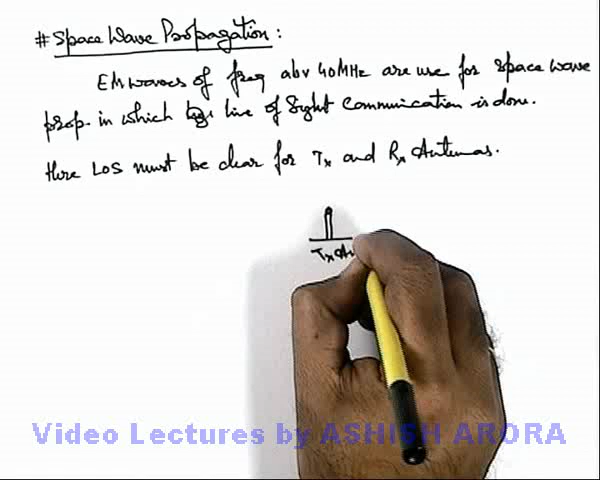 # Space Wave Propagation :
EM waves of freq abv 40MHz are use for space wave
prop. in which line of Sight Communication is done.
Here LOS must be clear for Tx and Rx Antennas.
Tx An
Video Lectures by ASHISH ARORA